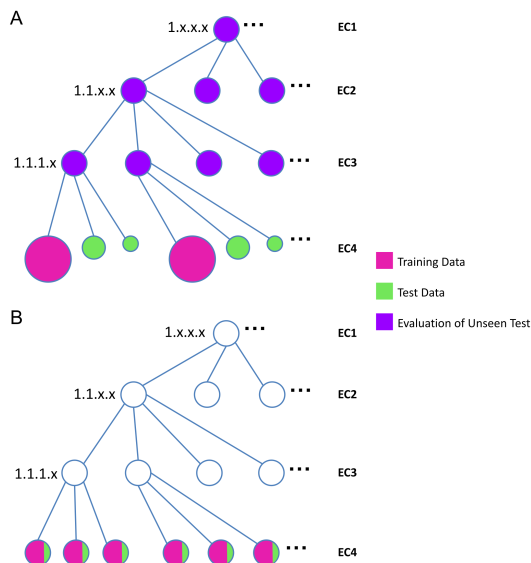 A
1.x.x.x ... EC1
1.1.x.x ... EC2
1.1.1.x ... EC3
... EC4
Training Data
Test Data
Evaluation of Unseen Test
B
1.x.x.x ... EC1
1.1.x.x ... EC2
1.1.1.x ... EC3
... EC4